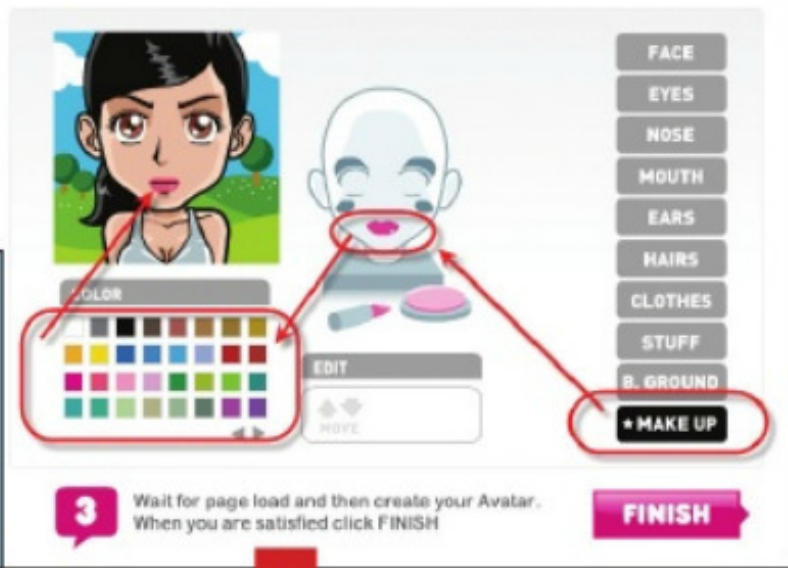 FACE
EYES
NOSE
MOUTH
EARS
HAIRS
CLOTHES
STUFF
B. GROUND
★ MAKE UP
COLOR
EDIT
MOVE
3
Wait for page load and then create your Avatar.
When you are satisfied click FINISH
FINISH